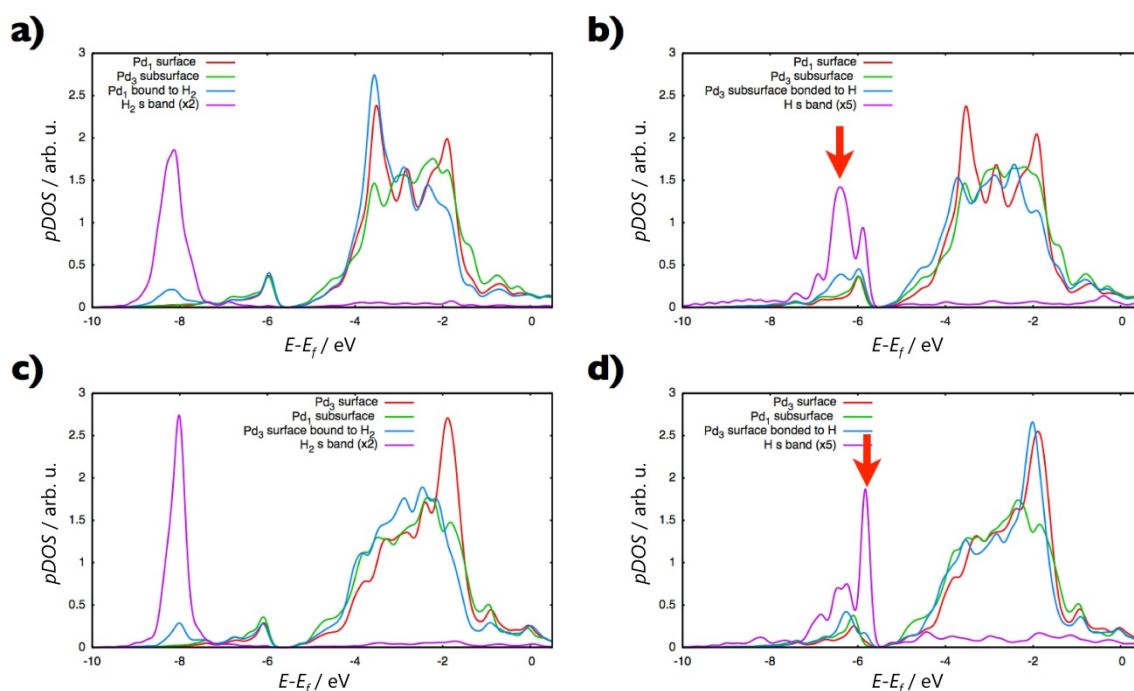 a)
3
2.5
2
1.5
1
0.5
0
pDOS / arb. u.
Pd1 surface
Pd3 subsurface
Pd1 bound to H2
H2 s band (x2)
-10 -8 -6 -4 -2 0
E-Ef / eV
b)
3
2.5
2
1.5
1
0.5
0
pDOS / arb. u.
Pd1 surface
Pd3 subsurface
Pd3 subsurface bonded to H
H s band (x5)
-10 -8 -6 -4 -2 0
E-Ef / eV
c)
3
2.5
2
1.5
1
0.5
0
pDOS / arb. u.
Pd3 surface
Pd1 subsurface
Pd3 surface bound to H2
H2 s band (x2)
-10 -8 -6 -4 -2 0
E-Ef / eV
d)
3
2.5
2
1.5
1
0.5
0
pDOS / arb. u.
Pd3 surface
Pd1 subsurface
Pd3 surface bonded to H
H s band (x5)
-10 -8 -6 -4 -2 0
E-Ef / eV